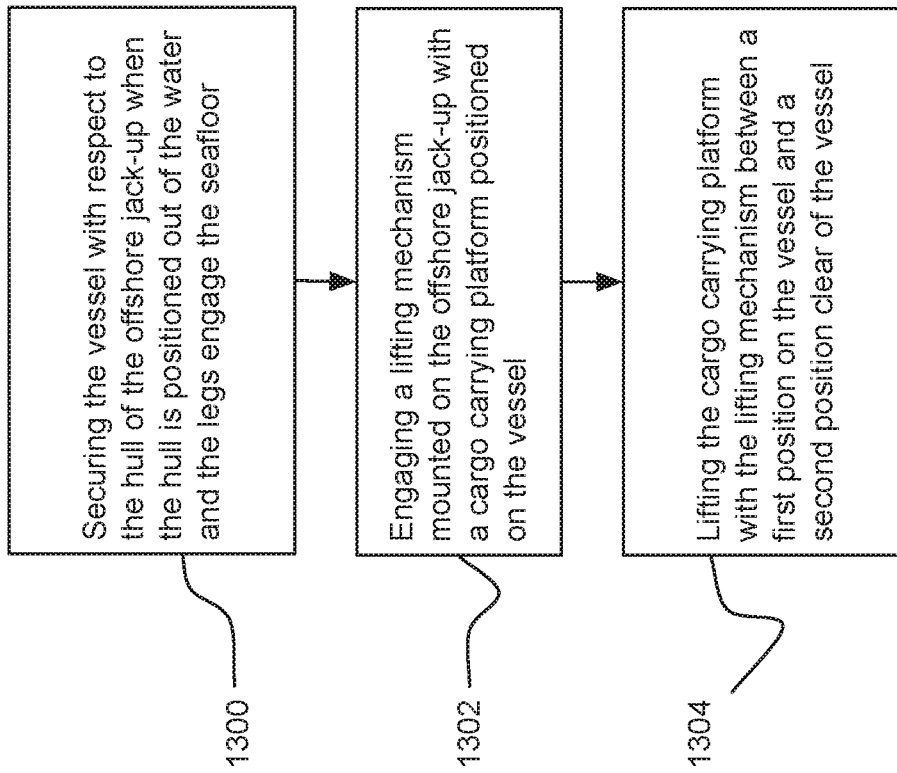 Securing the vessel with respect to
the hull of the offshore jack-up when
the hull is positioned out of the water
and the legs engage the seafloor
1300
Engaging a lifting mechanism
mounted on the offshore jack-up with
a cargo carrying platform positioned
on the vessel
1302
Lifting the cargo carrying platform
with the lifting mechanism between a
first position on the vessel and a
second position clear of the vessel
1304